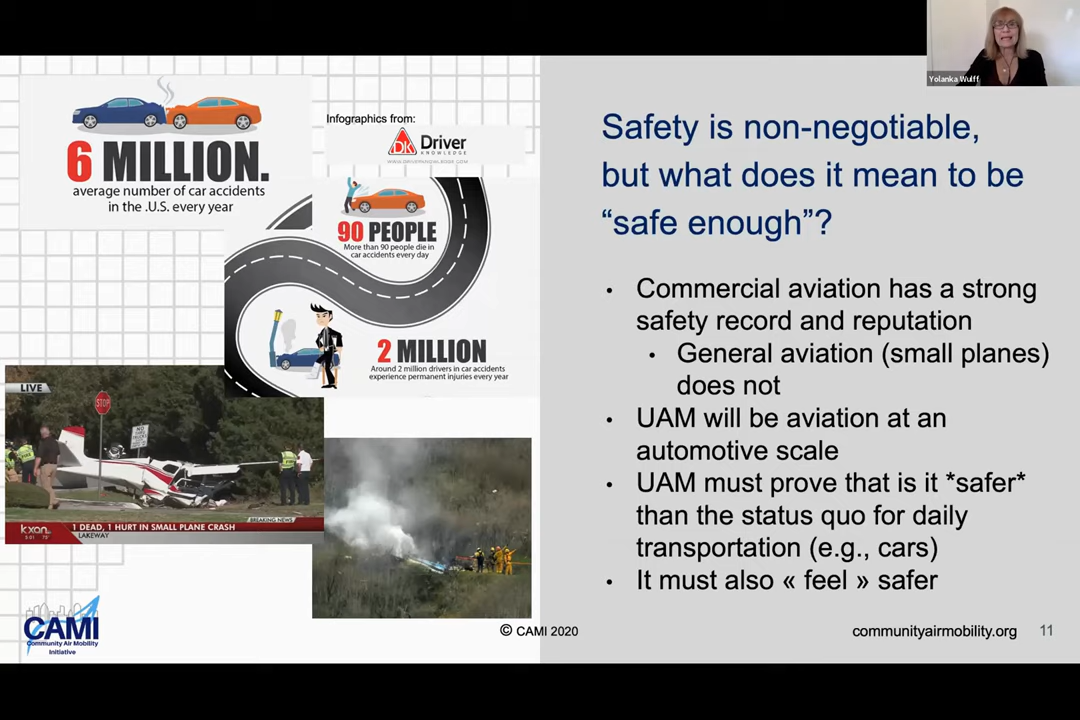 Yolanka Wulff
6 MILLION.
average number of car accidents
in the .U.S. every year
Infographics from:
DK Driver
KNOWLEDGE
WWW.DRIVERKNOWLEDGE.COM
90 PEOPLE
More than 90 people die in
car accidents every day
2 MILLION
Around 2 million drivers in car accidents
experience permanent injuries every year
LIVE
STOP
BREAKING NEWS
kxan
1 DEAD, 1 HURT IN SMALL PLANE CRASH
LAKEWAY
CAMI
Community Air Mobility
Initiative
Safety is non-negotiable,
but what does it mean to be
“safe enough”?
• Commercial aviation has a strong
safety record and reputation
• General aviation (small planes)
does not
• UAM will be aviation at an
automotive scale
• UAM must prove that is it *safer*
than the status quo for daily
transportation (e.g., cars)
• It must also « feel » safer
© CAMI 2020
communityairmobility.org 11